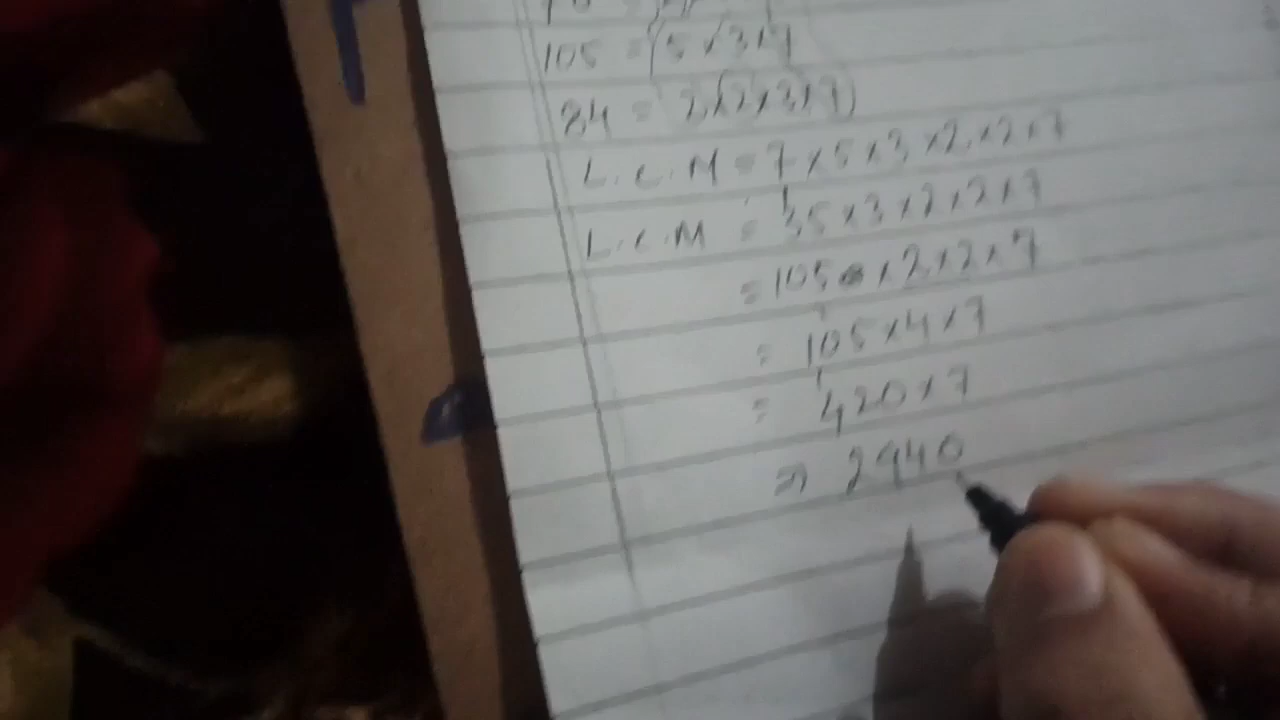 105 = (5 × 3 × 7
84 = 2 × (2 × 3 × 7)
L.C.M = 7 × 5 × 3 × 2 × 2 × 7
L.C.M = 35 × 3 × 2 × 2 × 7
= 105 × 2 × 2 × 7
= 105 × 4 × 7
= 420 × 7
= 2940